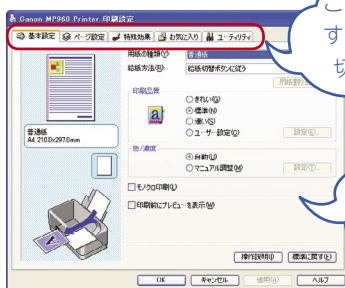 Canon MP960 Printer 印刷設定
基本設定 ページ設定 特殊効果 お気に入り ユーティリティ
用紙の種類(Y): 普通紙
給紙方法(P): 給紙切替ボタンに従う
印刷品質
きれい(G)
標準(N)
速い(S)
ユーザー設定(C) 設定(E)...
普通紙
A4 210.0x297.0mm
色/濃度
自動(U)
マニュアル調整(M) 設定(T)...
モノクロ印刷(L)
印刷前にプレビューを表示(W)
操作説明(I) 標準に戻す(F)
OK キャンセル 適用(A) ヘルプ
こ
す
切